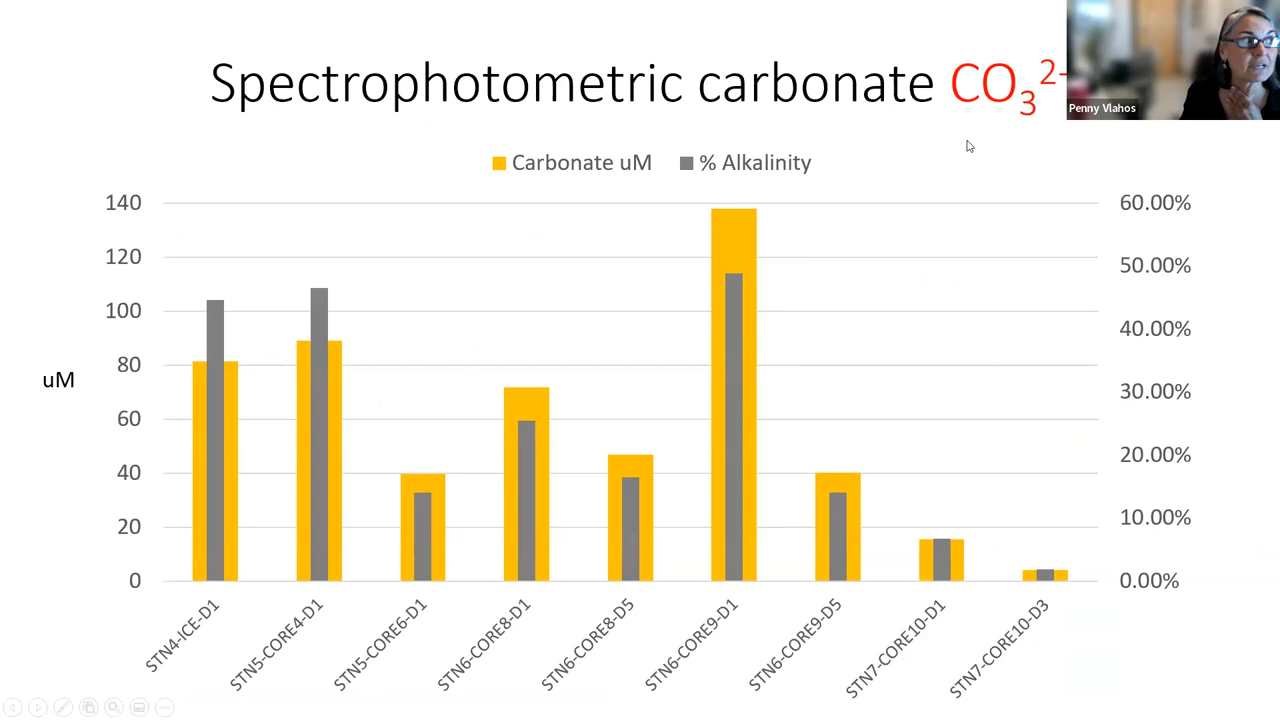 Spectrophotometric carbonate CO₃²⁻
Penny Vlahos
Carbonate uM
% Alkalinity
140
120
100
80
60
40
20
0
uM
60.00%
50.00%
40.00%
30.00%
20.00%
10.00%
0.00%
STN4-ICE-D1
STN5-CORE4-D1
STN5-CORE6-D1
STN6-CORE8-D1
STN6-CORE8-D5
STN6-CORE9-D1
STN6-CORE9-D5
STN7-CORE10-D1
STN7-CORE10-D3